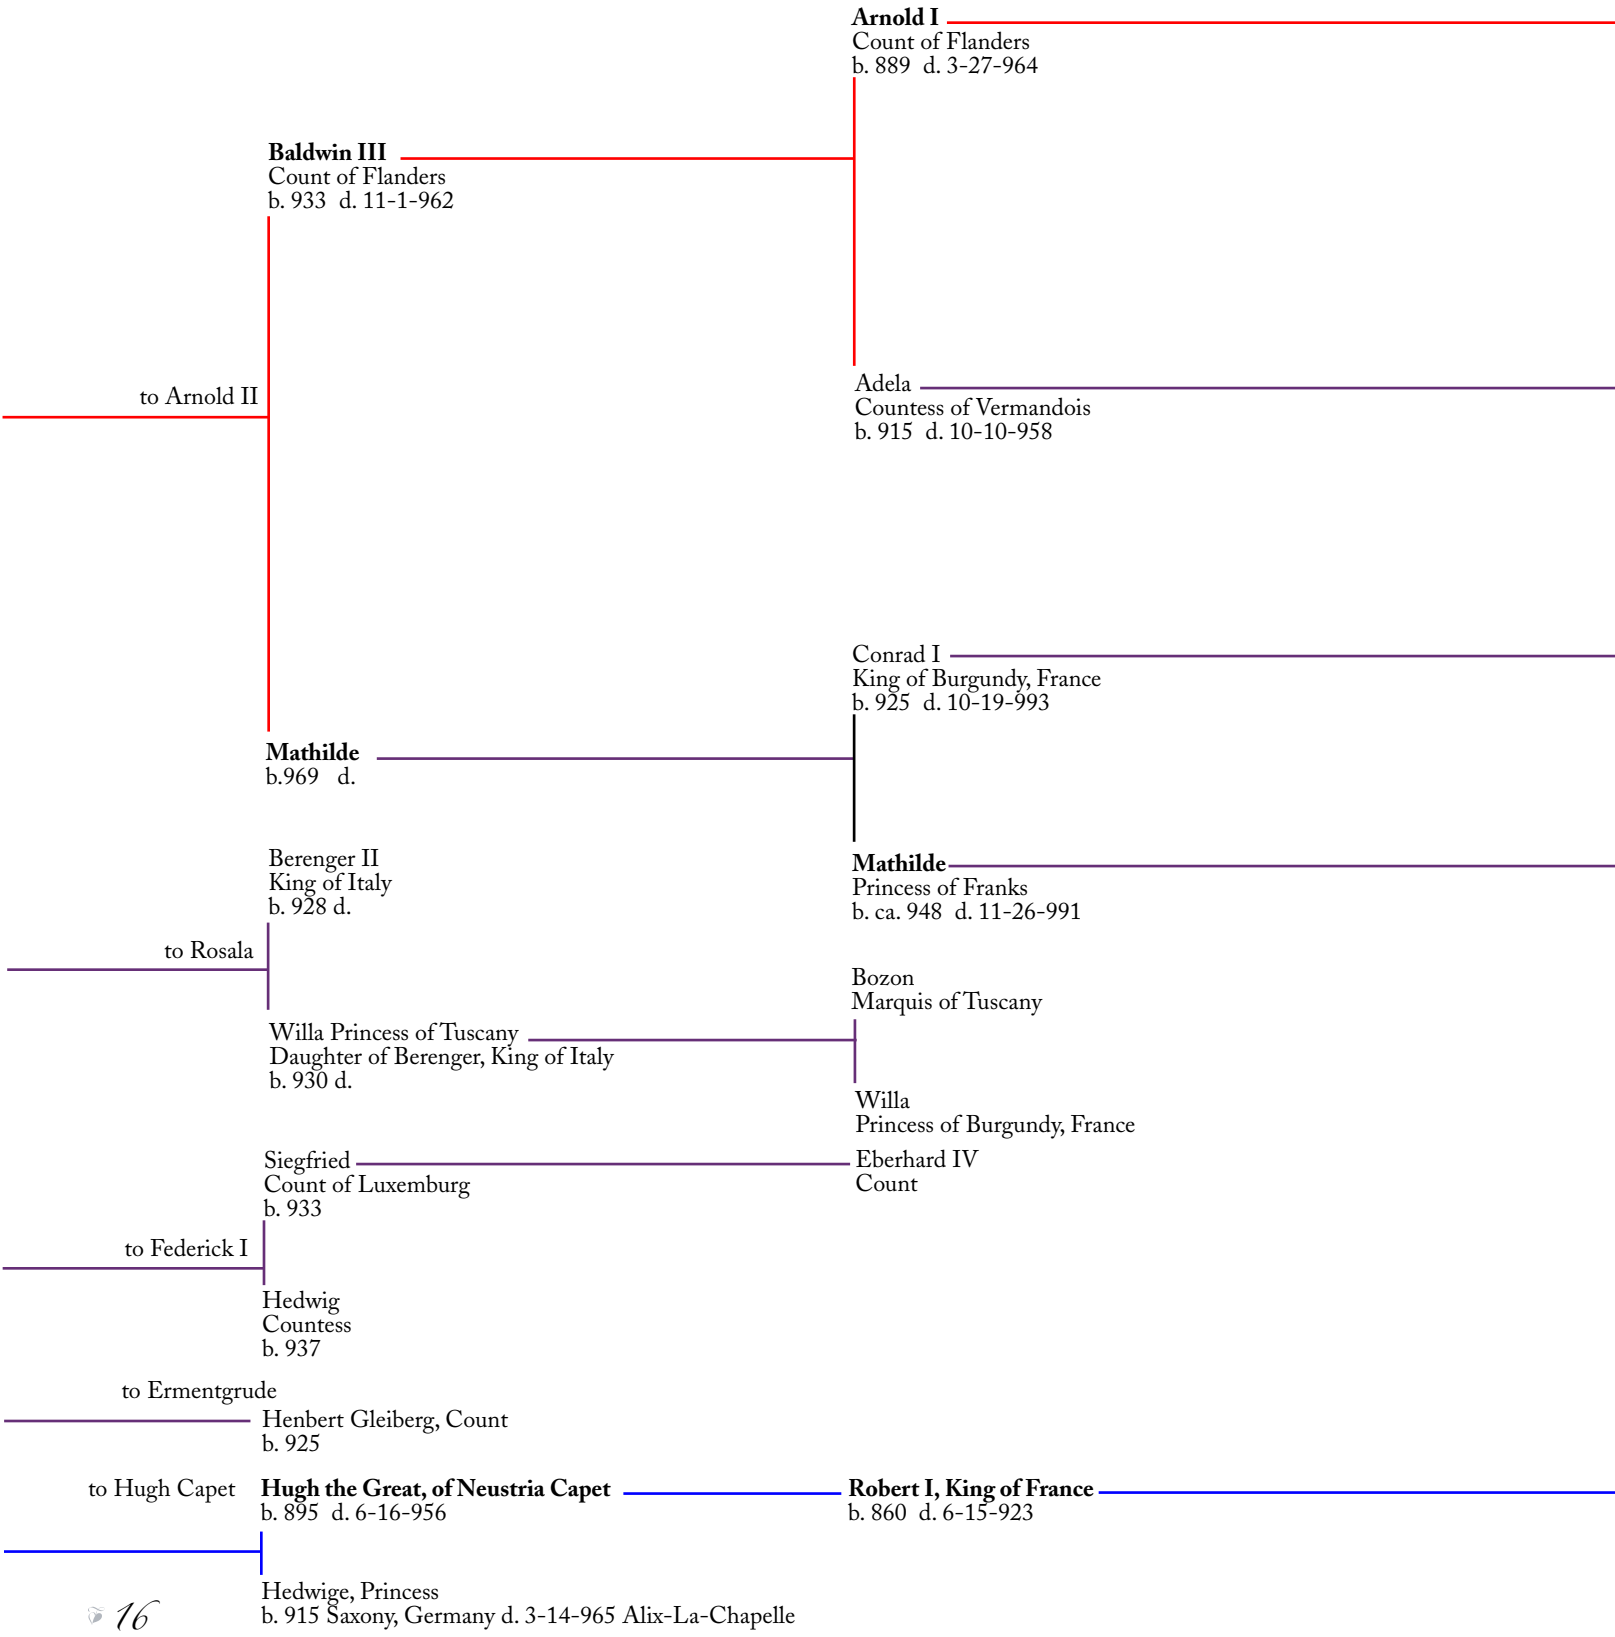 Arnold I
Count of Flanders
b. 889 d. 3-27-964
Baldwin III
Count of Flanders
b. 933 d. 11-1-962
to Arnold II
Adela
Countess of Vermandois
b. 915 d. 10-10-958
Conrad I
King of Burgundy, France
b. 925 d. 10-19-993
Mathilde
b.969 d.
Berenger II
King of Italy
b. 928 d.
Mathilde
Princess of Franks
b. ca. 948 d. 11-26-991
to Rosala
Bozon
Marquis of Tuscany
Willa Princess of Tuscany
Daughter of Berenger, King of Italy
b. 930 d.
Willa
Princess of Burgundy, France
Siegfried
Count of Luxemburg
b. 933
Eberhard IV
Count
to Federick I
Hedwig
Countess
b. 937
to Ermentgrude
Henbert Gleiberg, Count
b. 925
to Hugh Capet
Hugh the Great, of Neustria Capet
b. 895 d. 6-16-956
Robert I, King of France
b. 860 d. 6-15-923
Hedwige, Princess
b. 915 Saxony, Germany d. 3-14-965 Alix-La-Chapelle
16